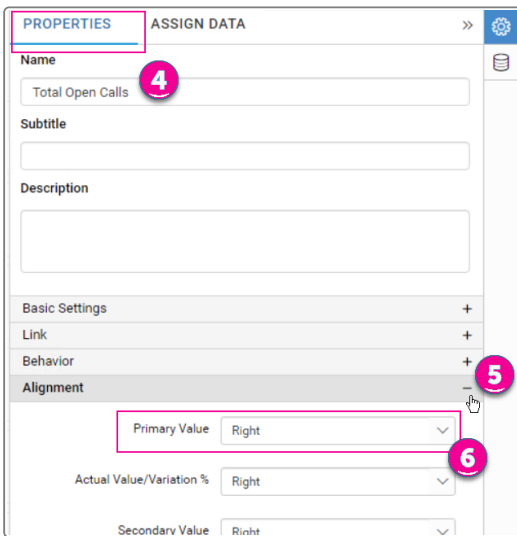 PROPERTIES ASSIGN DATA »
Name
4
Total Open Calls
Subtitle
Description
Basic Settings +
Link +
Behavior +
5
Alignment −
Primary Value Right
6
Actual Value/Variation % Right
Secondary Value Right